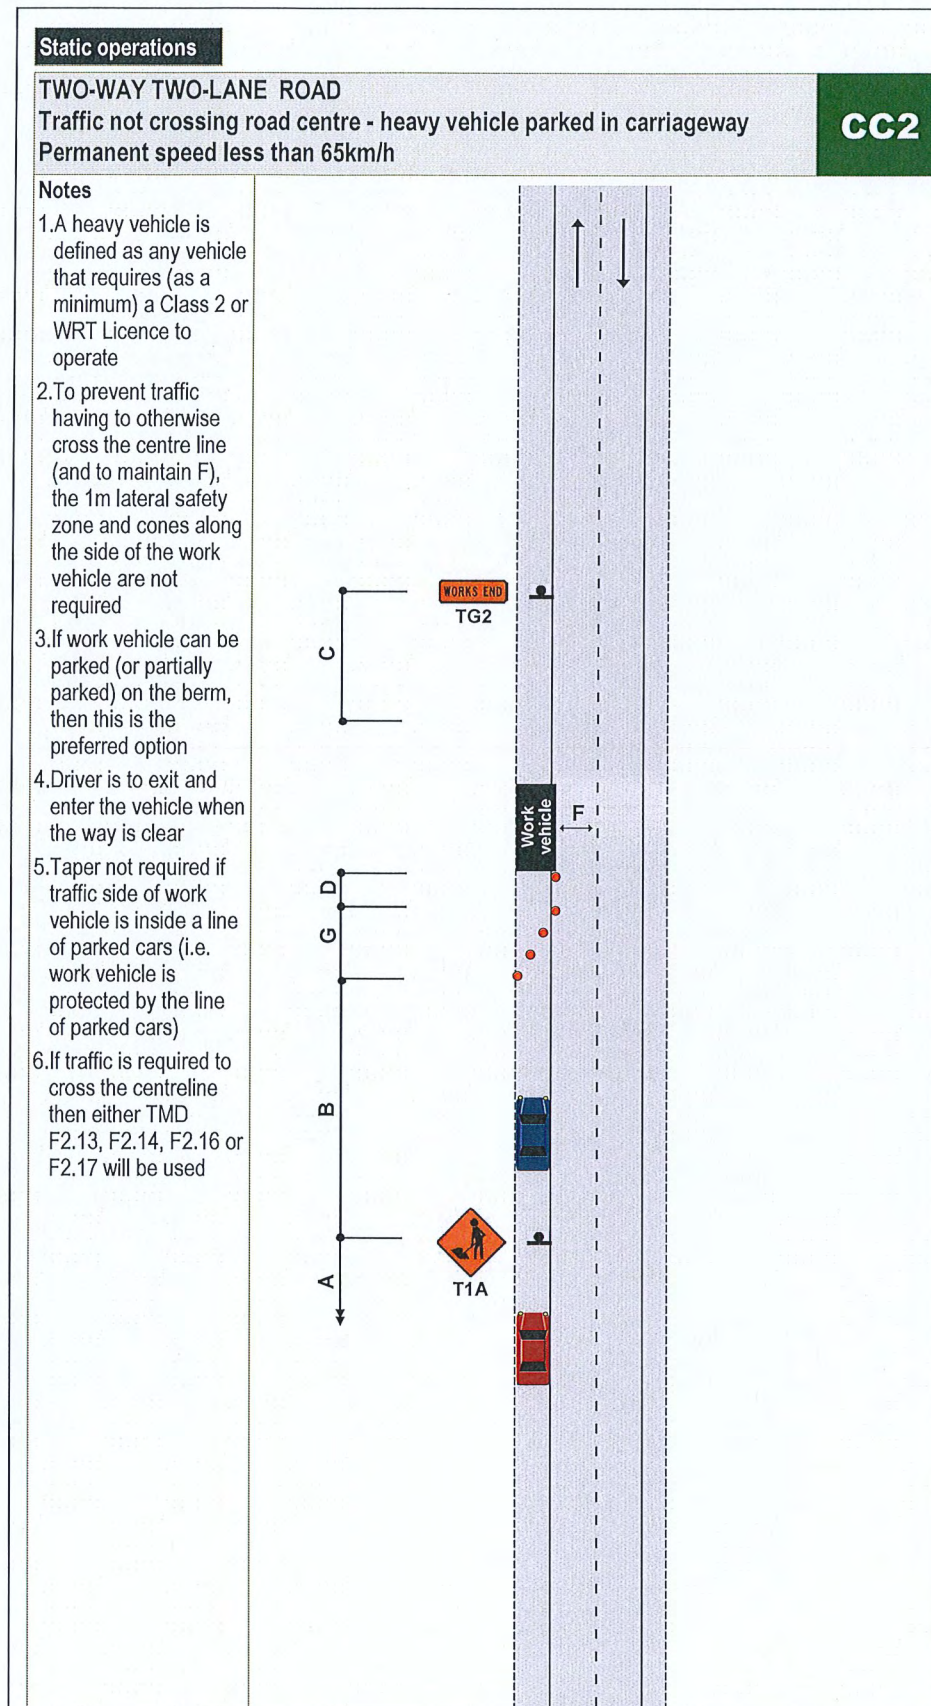 Static operations
TWO-WAY TWO-LANE ROAD
Traffic not crossing road centre - heavy vehicle parked in carriageway
Permanent speed less than 65km/h
CC2
Notes
1.A heavy vehicle is
defined as any vehicle
that requires (as a
minimum) a Class 2 or
WRT Licence to
operate
2.To prevent traffic
having to otherwise
cross the centre line
(and to maintain F),
the 1m lateral safety
zone and cones along
the side of the work
vehicle are not
required
3.If work vehicle can be
parked (or partially
parked) on the berm,
then this is the
preferred option
4.Driver is to exit and
enter the vehicle when
the way is clear
5.Taper not required if
traffic side of work
vehicle is inside a line
of parked cars (i.e.
work vehicle is
protected by the line
of parked cars)
6.If traffic is required to
cross the centreline
then either TMD
F2.13, F2.14, F2.16 or
F2.17 will be used
WORKS END
TG2
C
Work
vehicle
F
D
G
B
T1A
A